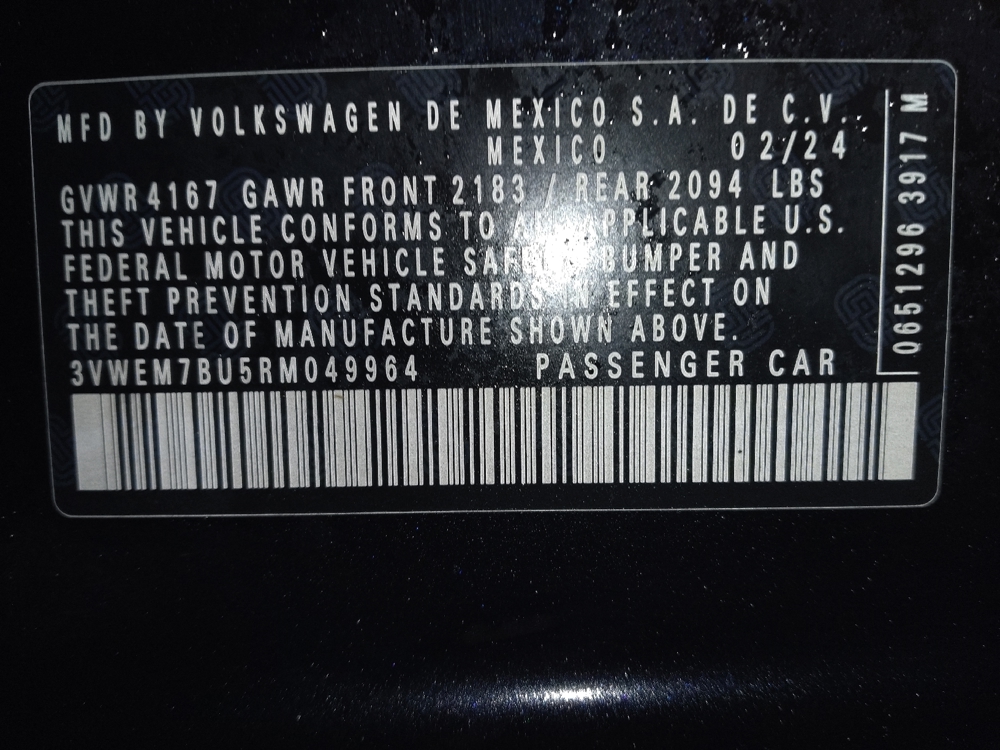 MFD BY VOLKSWAGEN DE MEXICO S.A. DE C.V.
MEXICO 02/24
GVWR 4167 GAWR FRONT 2183 / REAR 2094 LBS
THIS VEHICLE CONFORMS TO APPLICABLE U.S.
FEDERAL MOTOR VEHICLE BUMPER AND
THEFT PREVENTION STANDARDS IN EFFECT ON
THE DATE OF MANUFACTURE SHOWN ABOVE.
3VWEM7BU5RM049964 PASSENGER CAR
Q651296 3917 M